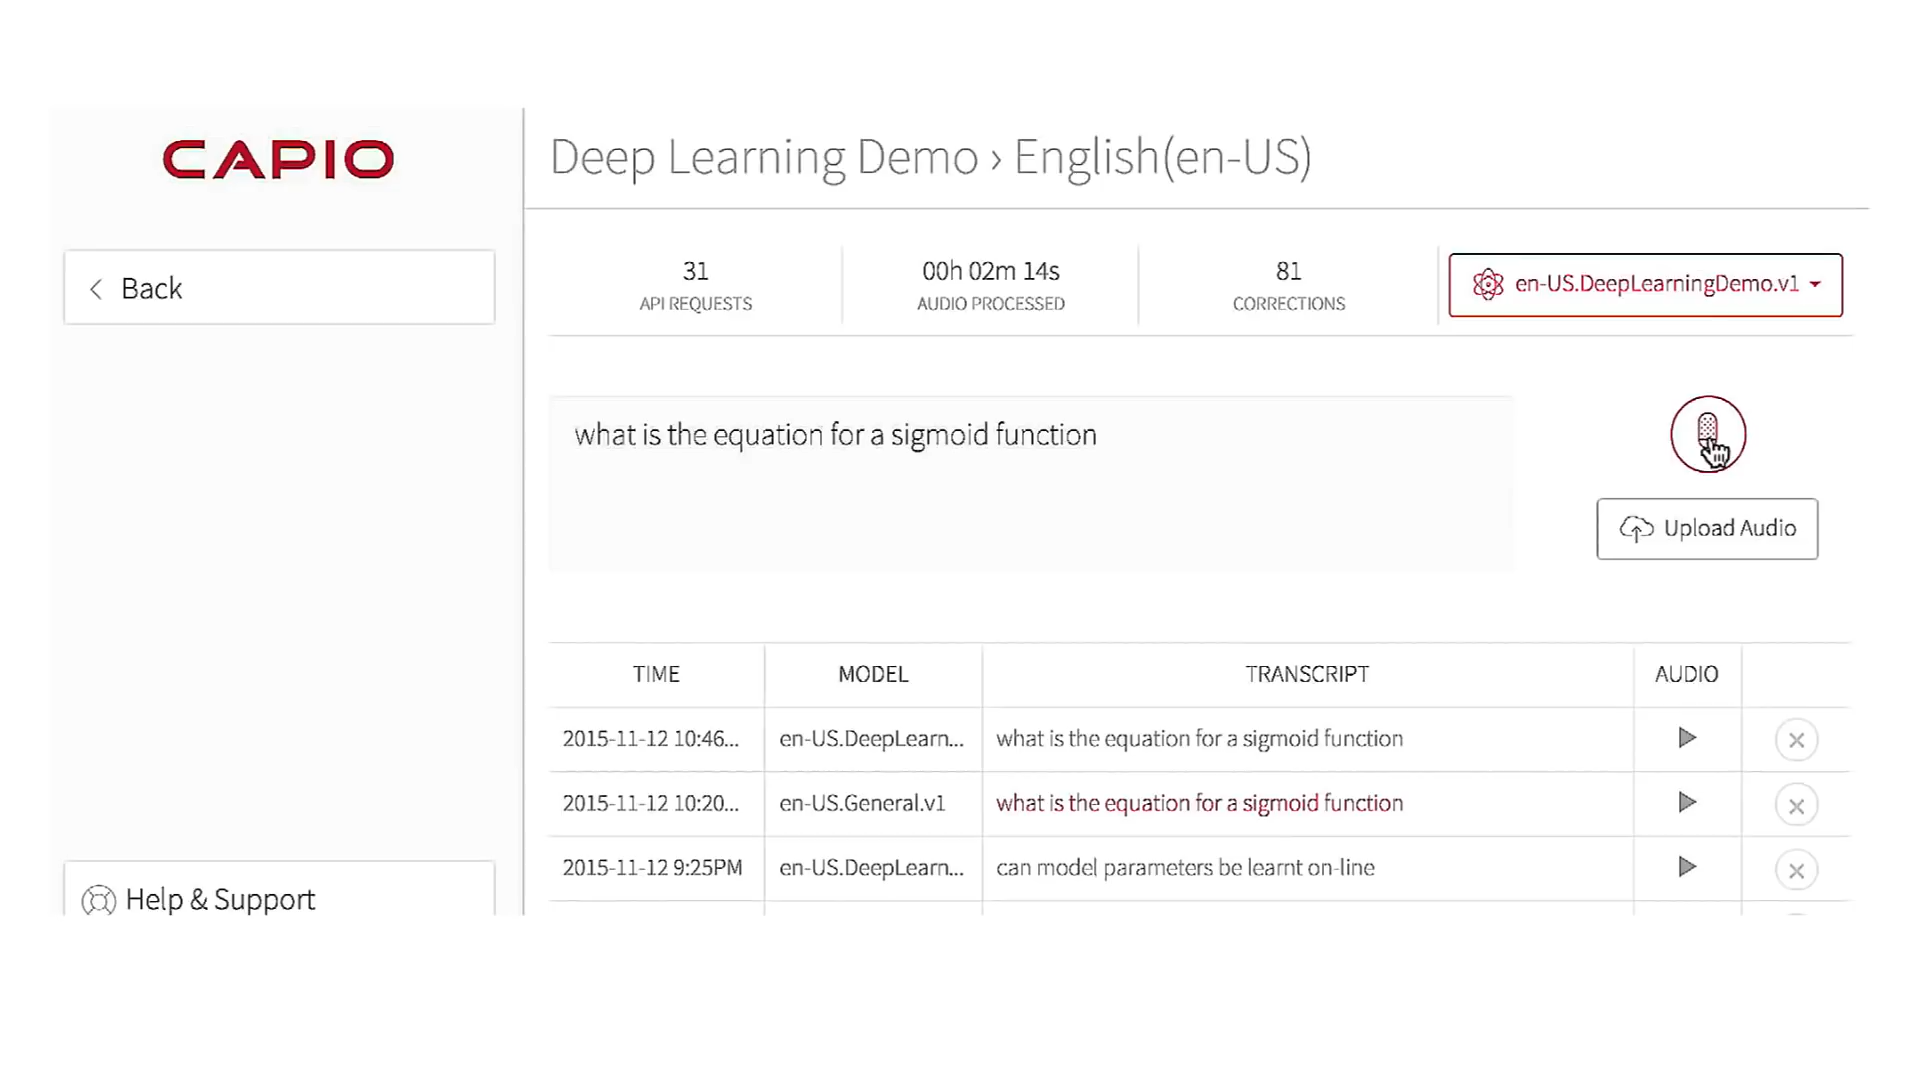 CAPIO
Deep Learning Demo › English(en-US)
Back
31
API REQUESTS
00h 02m 14s
AUDIO PROCESSED
81
CORRECTIONS
en-US.DeepLearningDemo.v1
what is the equation for a sigmoid function
Upload Audio
TIME MODEL TRANSCRIPT AUDIO
2015-11-12 10:46... en-US.DeepLearn... what is the equation for a sigmoid function
2015-11-12 10:20... en-US.General.v1 what is the equation for a sigmoid function
2015-11-12 9:25PM en-US.DeepLearn... can model parameters be learnt on-line
Help & Support